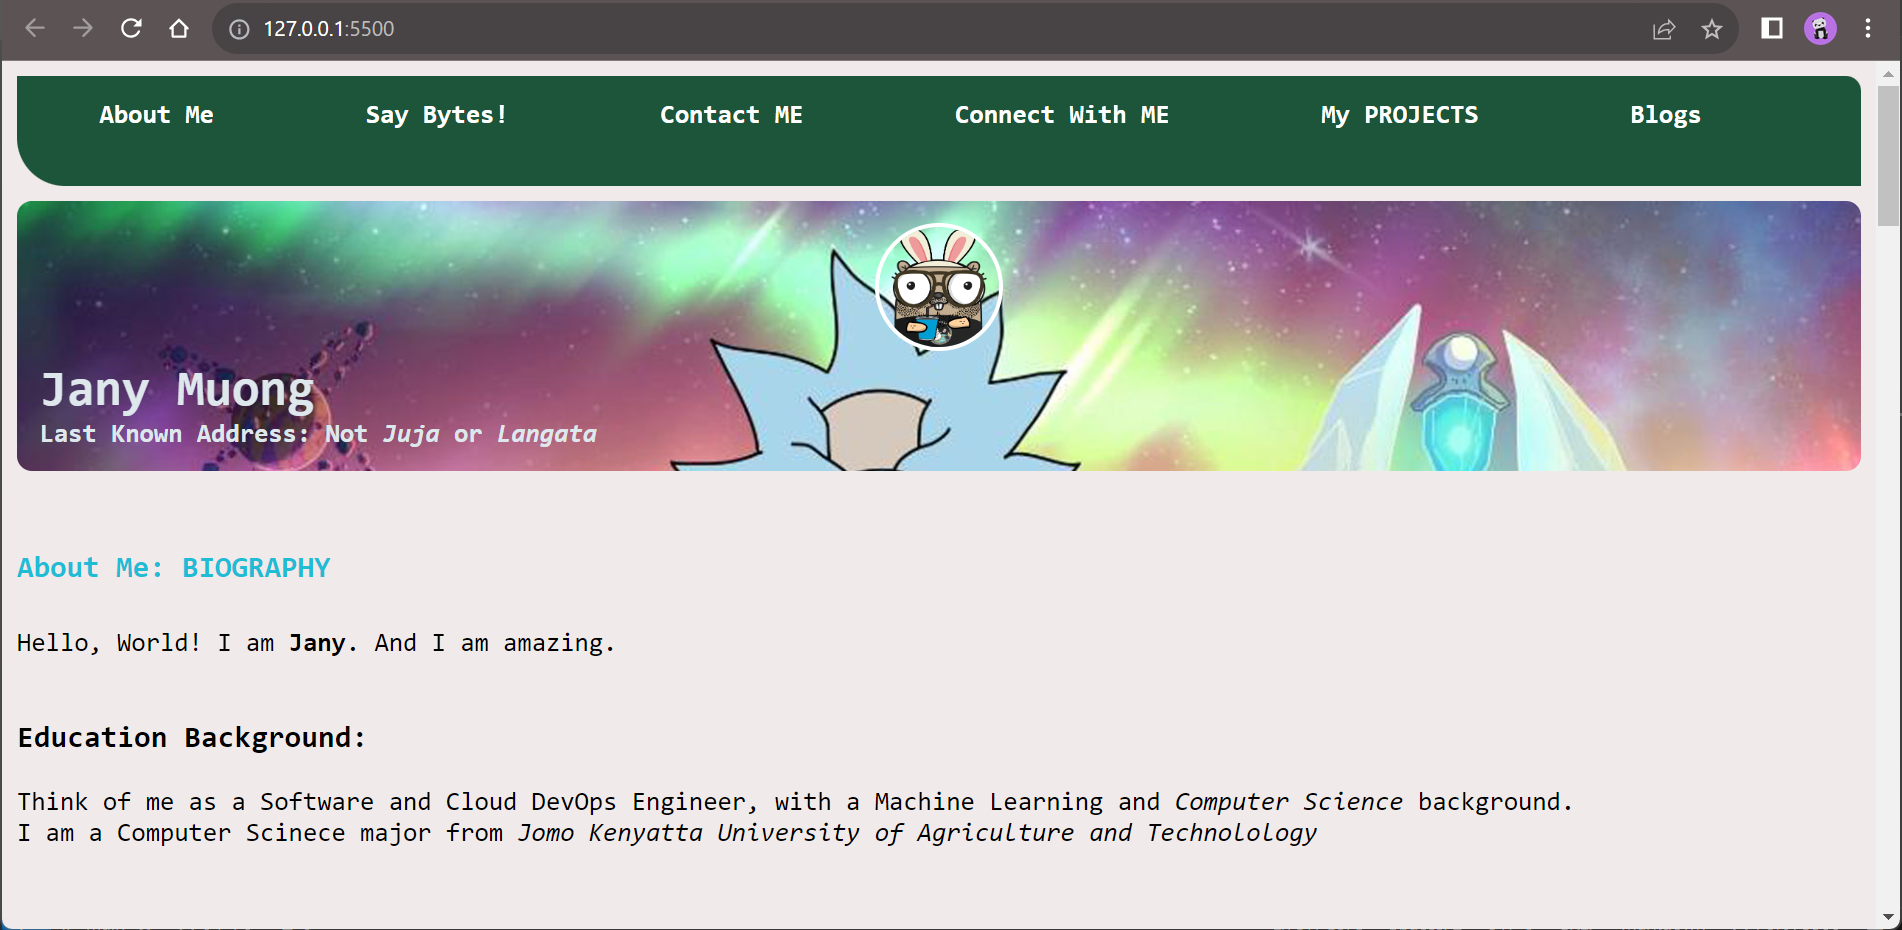 127.0.0.1:5500
About Me Say Bytes! Contact ME Connect With ME My PROJECTS Blogs
Jany Muong
Last Known Address: Not Juja or Langata
About Me: BIOGRAPHY
Hello, World! I am Jany. And I am amazing.
Education Background:
Think of me as a Software and Cloud DevOps Engineer, with a Machine Learning and Computer Science background.
I am a Computer Scinece major from Jomo Kenyatta University of Agriculture and Technolology